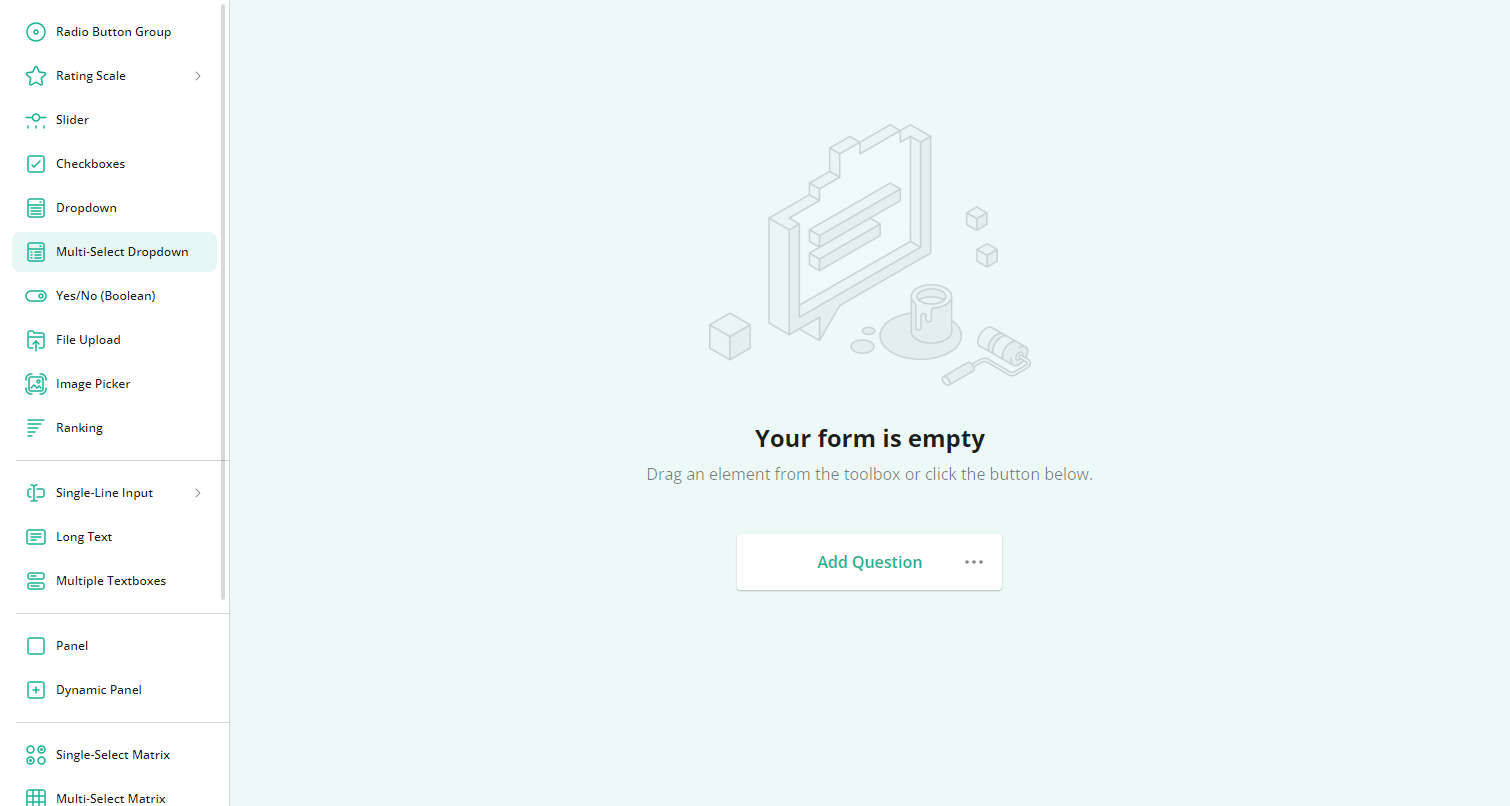 Radio Button Group
Rating Scale
Slider
Checkboxes
Dropdown
Multi-Select Dropdown
Yes/No (Boolean)
File Upload
Image Picker
Ranking
Single-Line Input
Long Text
Multiple Textboxes
Panel
Dynamic Panel
Single-Select Matrix
Multi-Select Matrix
Your form is empty
Drag an element from the toolbox or click the button below.
Add Question